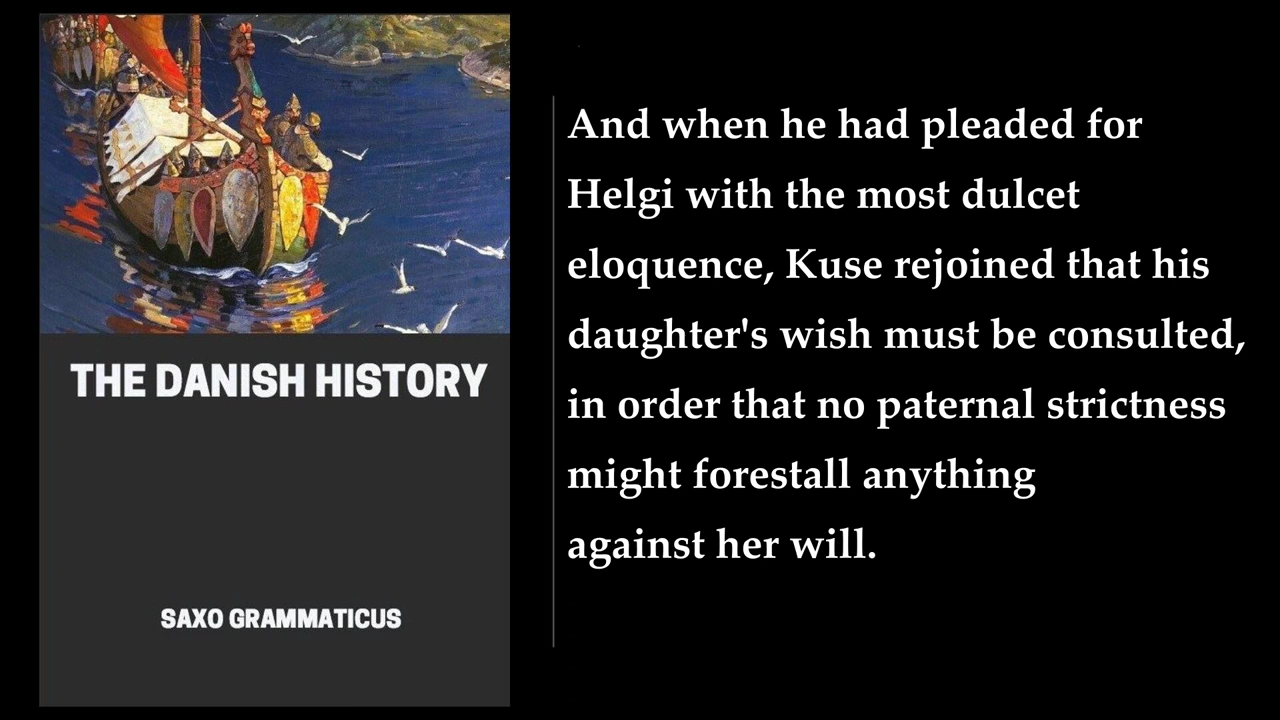 THE DANISH HISTORY
SAXO GRAMMATICUS
And when he had pleaded for
Helgi with the most dulcet
eloquence, Kuse rejoined that his
daughter's wish must be consulted,
in order that no paternal strictness
might forestall anything
against her will.